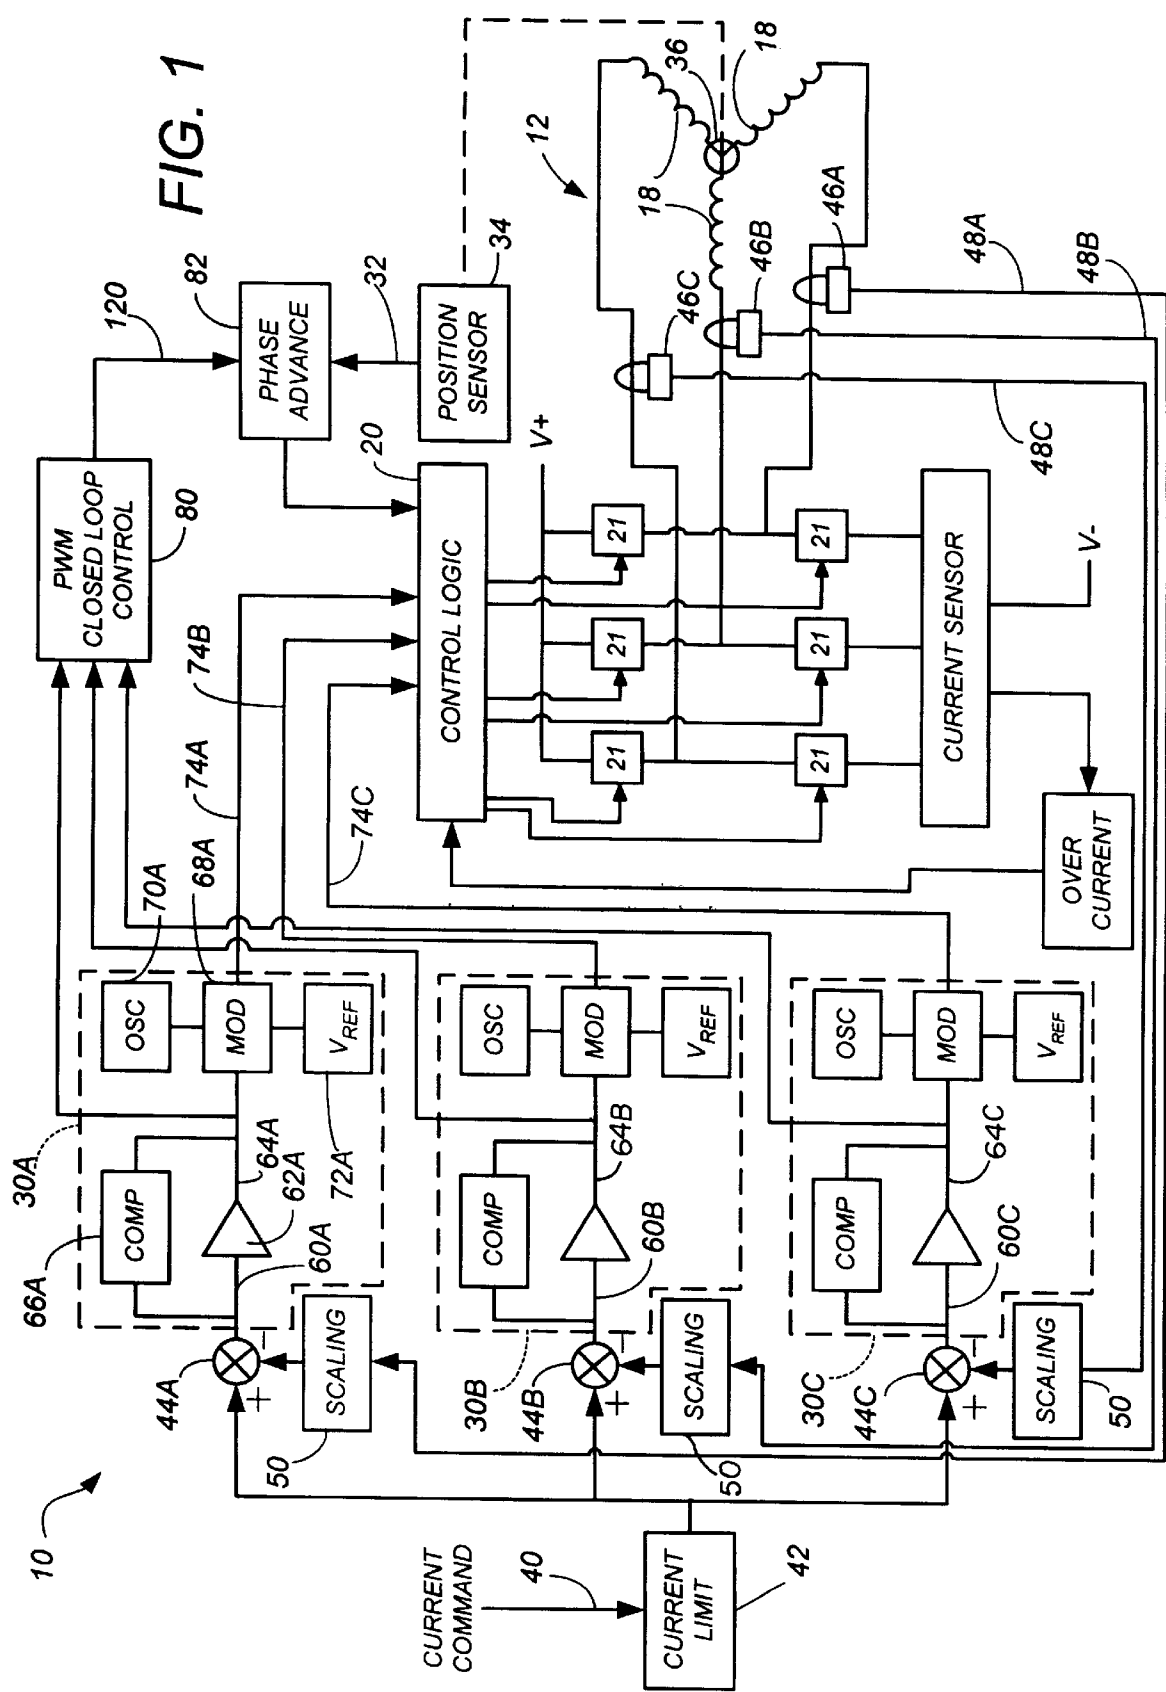 FIG. 1
10
12
CURRENT
COMMAND
40
CURRENT
LIMIT
42
30A
66A
COMP
44A
+
-
60A
62A
64A
SCALING
50
OSC
70A
MOD
68A
VREF
72A
74A
30B
COMP
44B
+
-
60B
64B
SCALING
50
OSC
MOD
VREF
74B
30C
COMP
44C
+
-
60C
64C
SCALING
50
OSC
MOD
VREF
74C
PWM
CLOSED LOOP
CONTROL
80
120
PHASE
ADVANCE
82
32
POSITION
SENSOR
34
CONTROL LOGIC
20
V+
21
21
21
21
21
21
CURRENT SENSOR
V-
OVER
CURRENT
18
18
18
36
46C
46B
46A
48A
48B
48C